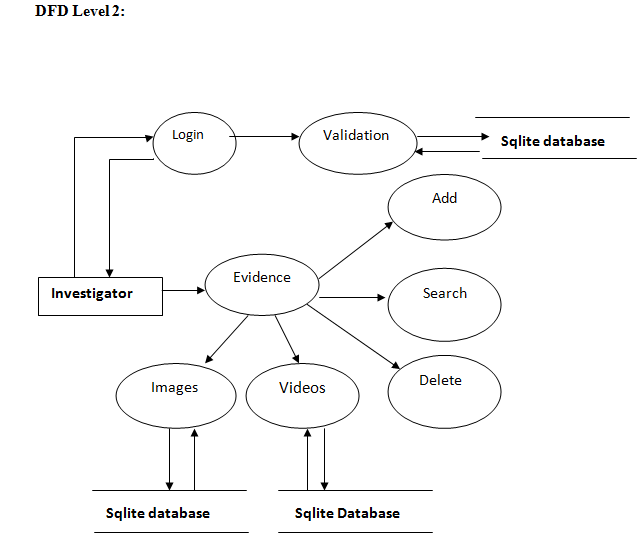 DFD Level 2:
Login
Validation
Sqlite database
Add
Evidence
Investigator
Search
Images
Videos
Delete
Sqlite database
Sqlite Database